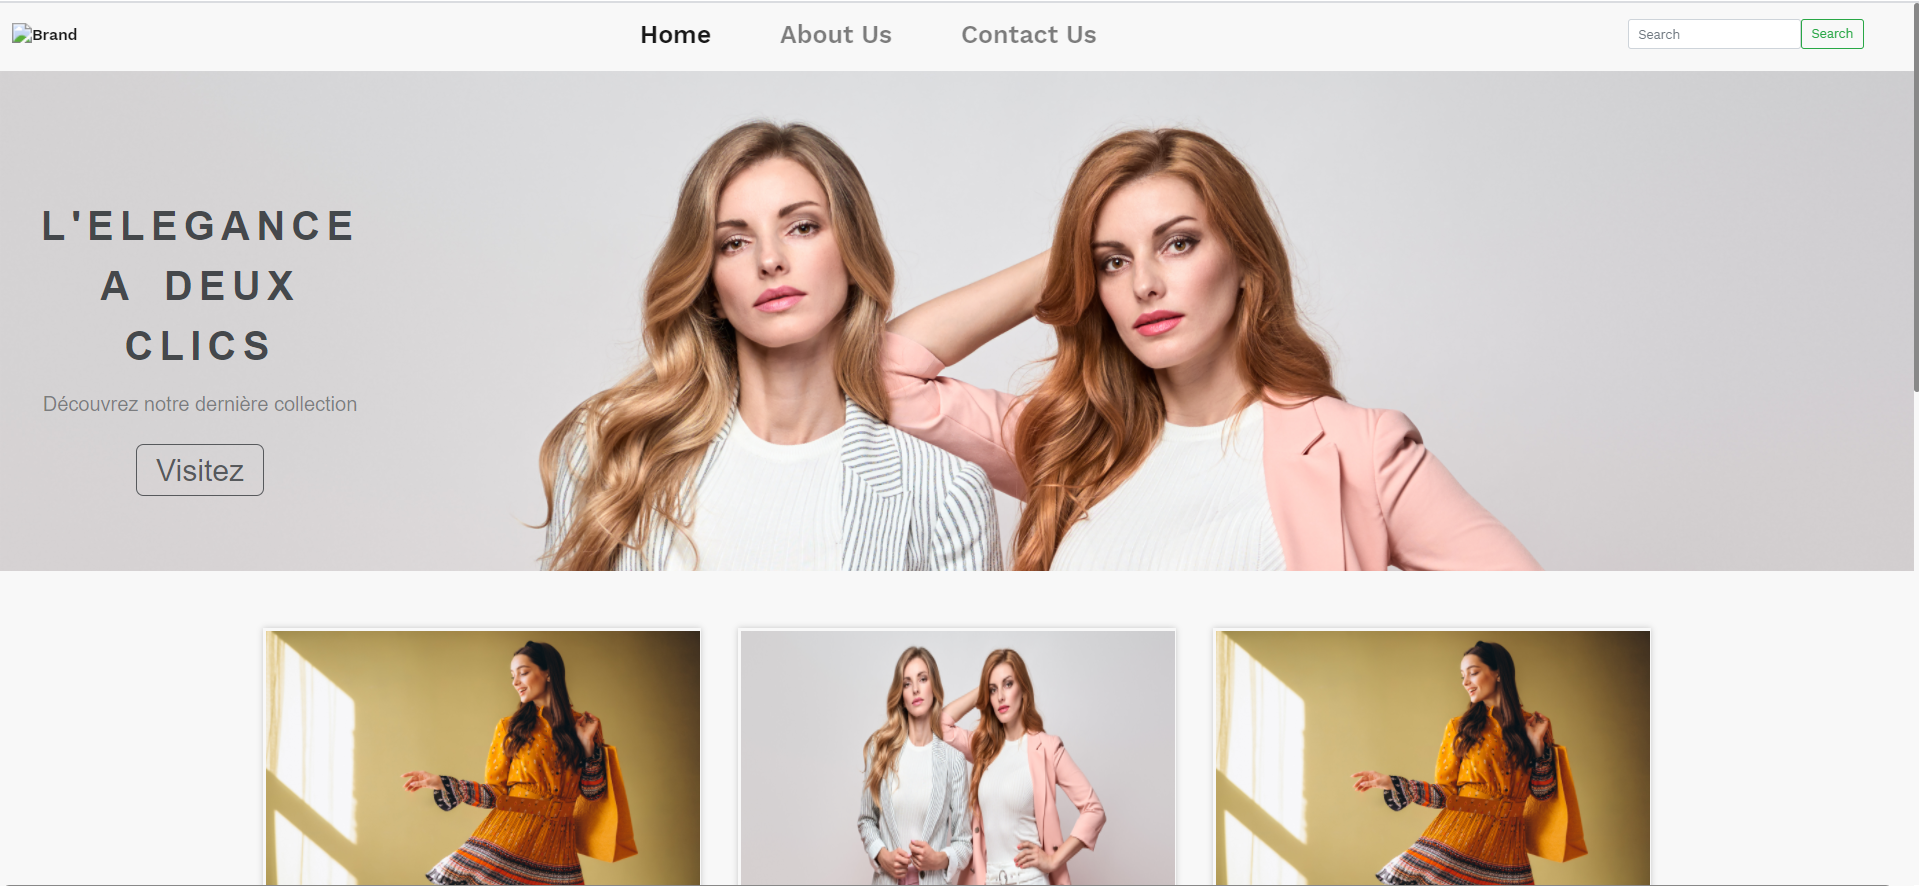 Brand
Home
About Us
Contact Us
Search
Search
L'ELEGANCE
A DEUX
CLICS
Découvrez notre dernière collection
Visitez